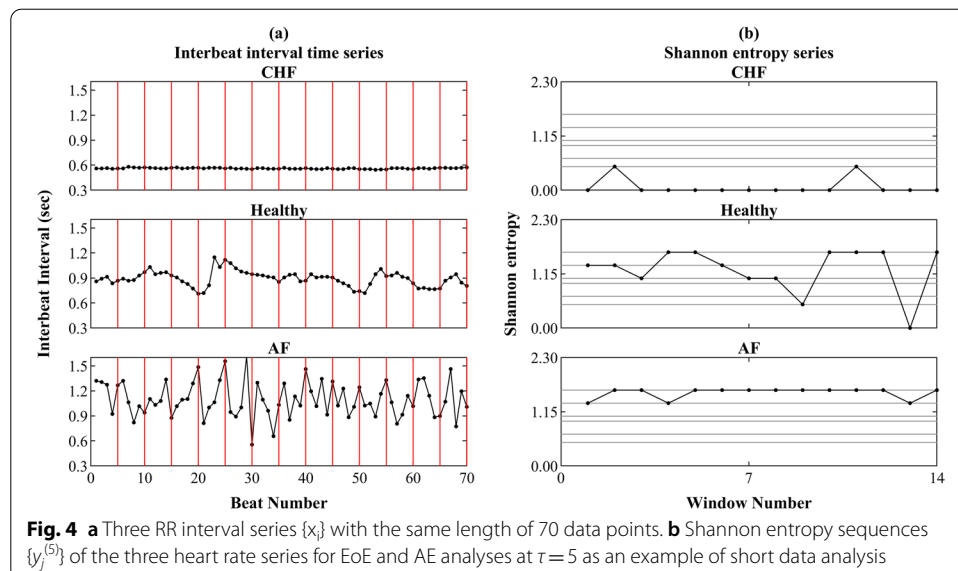 (a)
Interbeat interval time series
CHF
1.5
1.2
0.9
0.6
0.3
Healthy
1.5
1.2
0.9
0.6
0.3
AF
1.5
1.2
0.9
0.6
0.3
0 10 20 30 40 50 60 70
Beat Number
Interbeat Interval (sec)
(b)
Shannon entropy series
CHF
2.30
1.15
0.00
Healthy
2.30
1.15
0.00
AF
2.30
1.15
0.00
0 7 14
Window Number
Shannon entropy
Fig. 4 a Three RR interval series {xᵢ} with the same length of 70 data points. b Shannon entropy sequences
{yⱼ⁽⁵⁾} of the three heart rate series for EoE and AE analyses at τ = 5 as an example of short data analysis